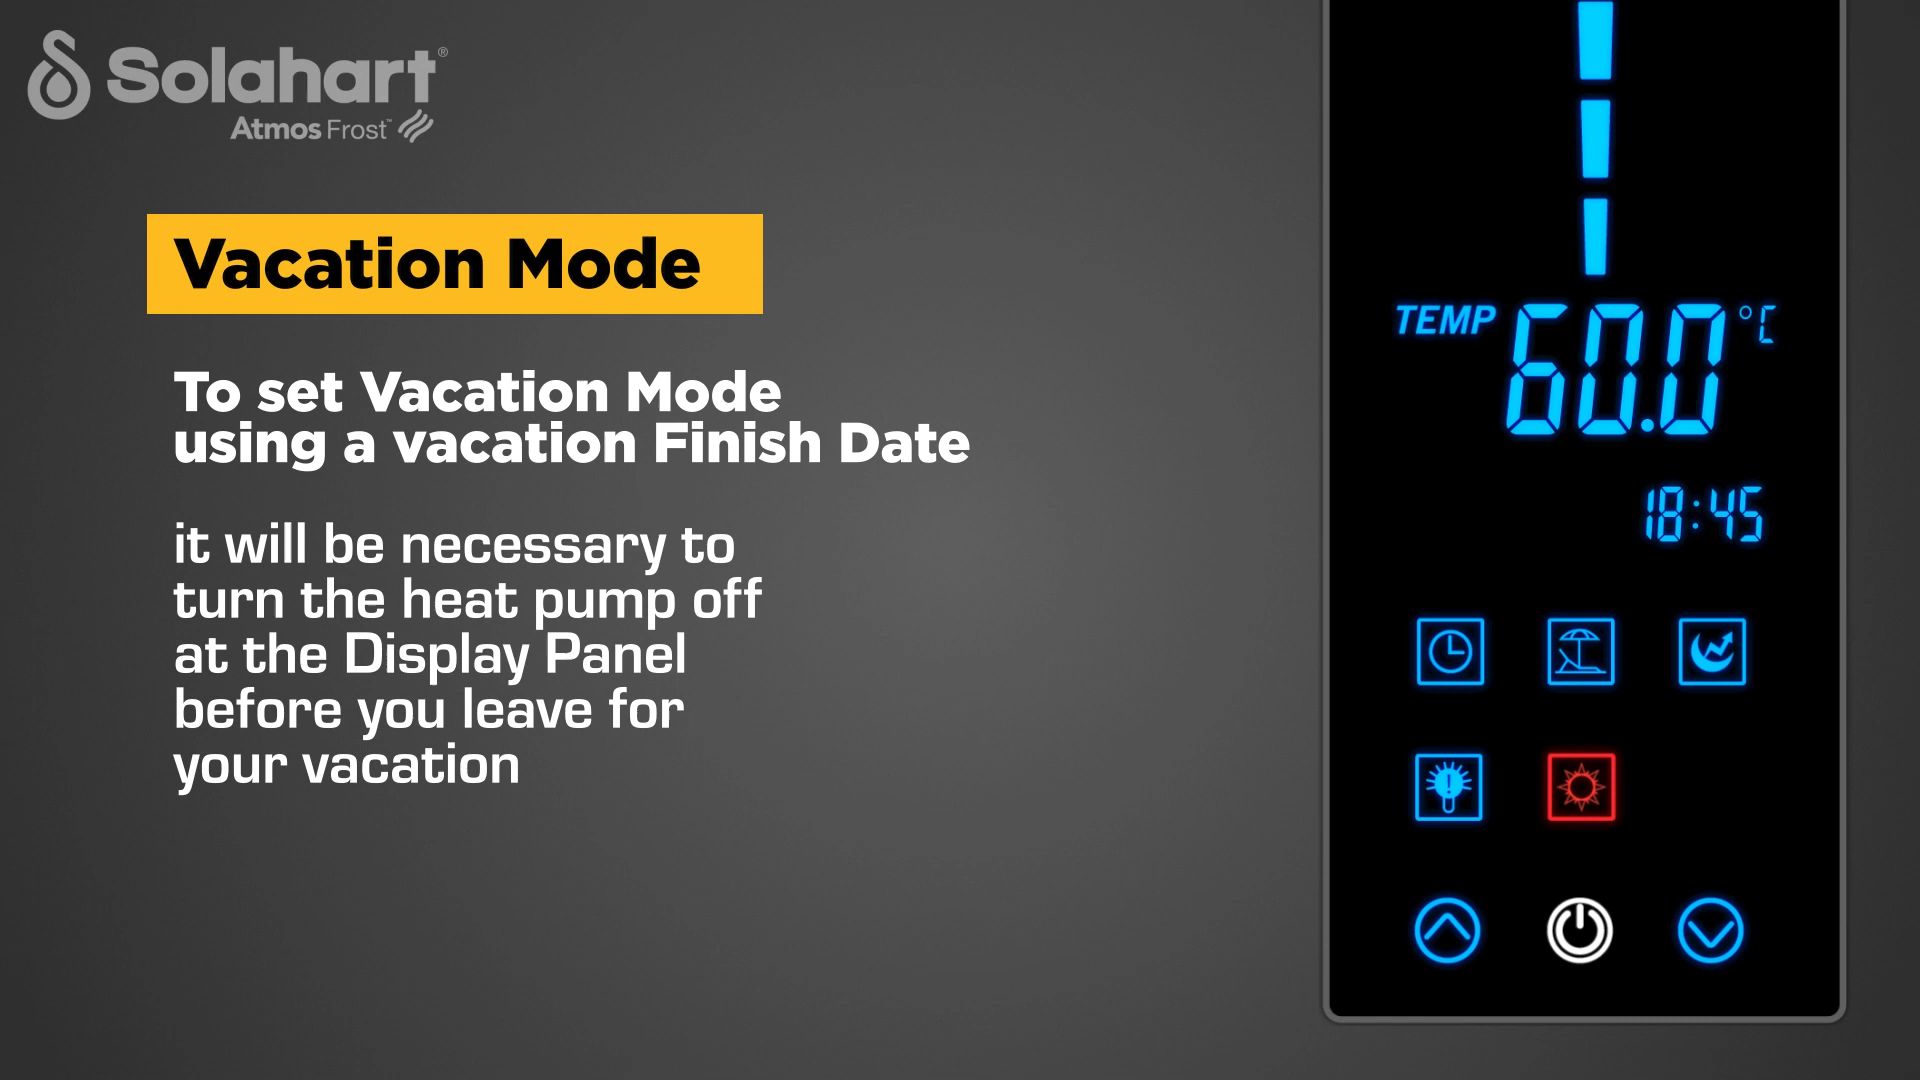 Solahart®
Atmos Frost™
Vacation Mode
To set Vacation Mode
using a vacation Finish Date
it will be necessary to
turn the heat pump off
at the Display Panel
before you leave for
your vacation
TEMP 60.0 °C
18:45